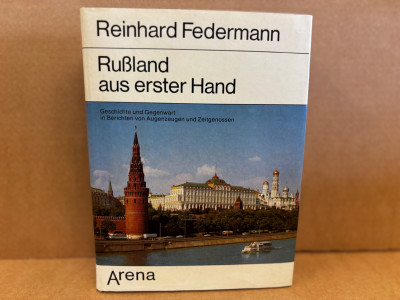 Reinhard Federmann
Rußland
aus erster Hand
Geschichte und Gegenwart
in Berichten von Augenzeugen und Zeitgenossen
Arena